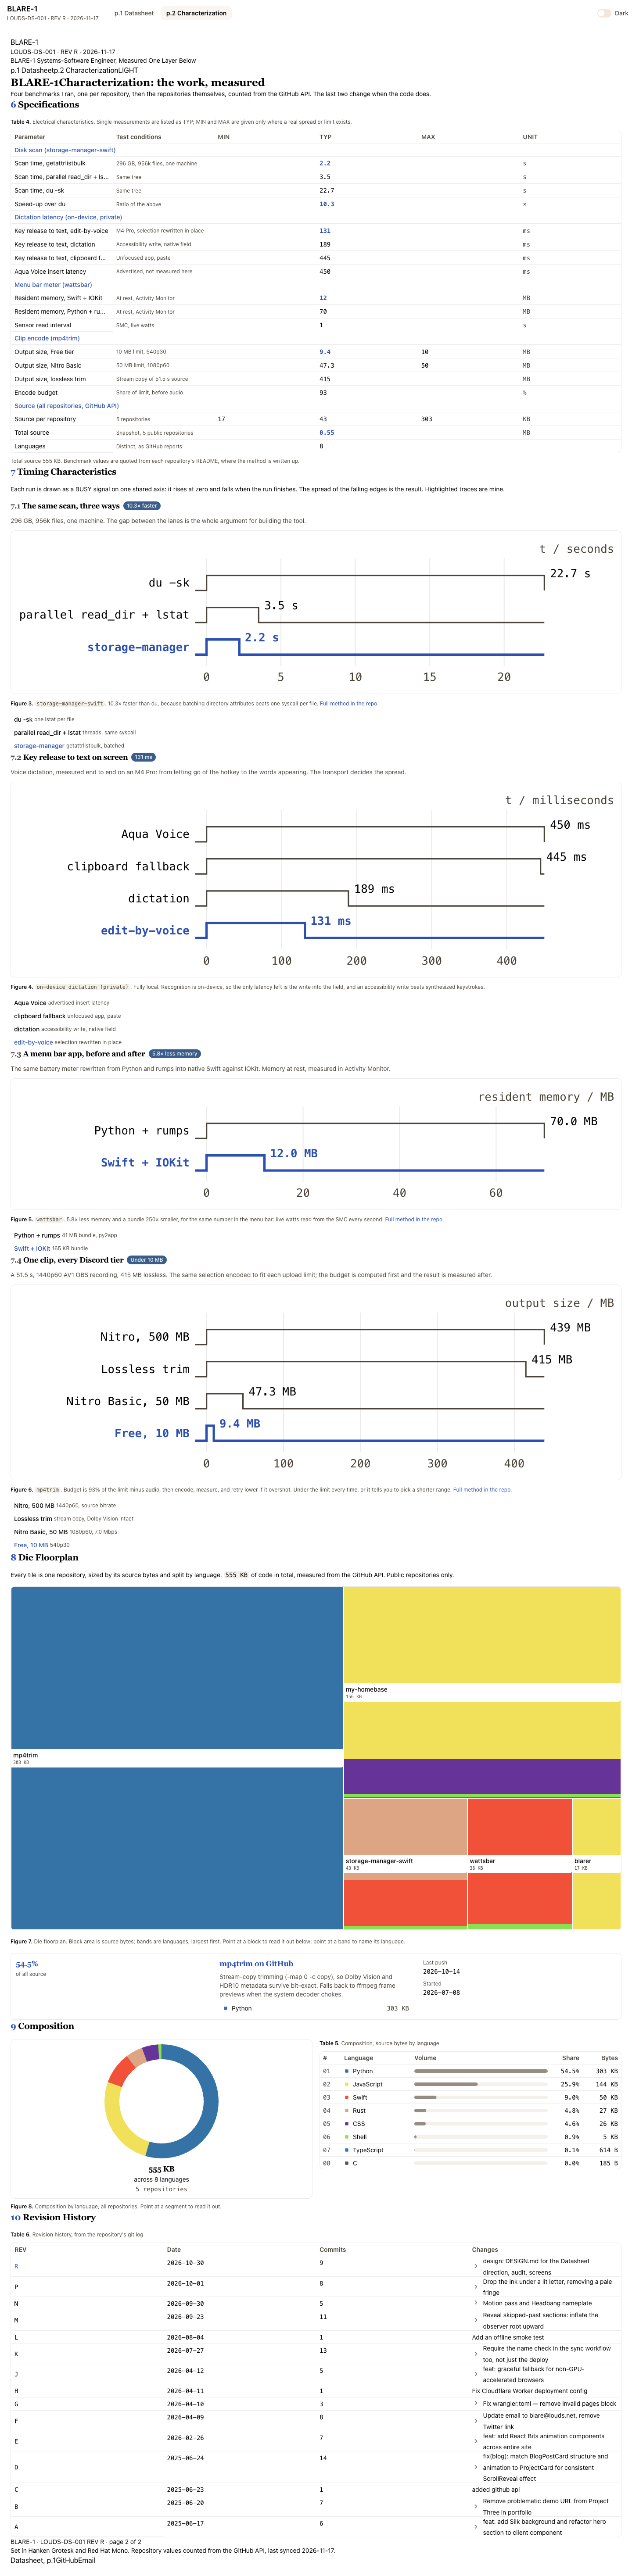 BLARE-1
LOUDS-DS-001 · REV R · 2026-11-17
p.1 Datasheet
p.2 Characterization
Dark
BLARE-1
LOUDS-DS-001 · REV R · 2026-11-17
BLARE-1 Systems-Software Engineer, Measured One Layer Below
p.1 Datasheetp.2 CharacterizationLIGHT
BLARE-1Characterization: the work, measured
Four benchmarks I ran, one per repository, then the repositories themselves, counted from the GitHub API. The last two change when the code does.
6 Specifications
Table 4. Electrical characteristics. Single measurements are listed as TYP; MIN and MAX are given only where a real spread or limit exists.
Parameter Test conditions MIN TYP MAX UNIT
Disk scan (storage-manager-swift)
Scan time, getattrlistbulk 296 GB, 956k files, one machine 2.2 s
Scan time, parallel read_dir + ls... Same tree 3.5 s
Scan time, du -sk Same tree 22.7 s
Speed-up over du Ratio of the above 10.3 ×
Dictation latency (on-device, private)
Key release to text, edit-by-voice M4 Pro, selection rewritten in place 131 ms
Key release to text, dictation Accessibility write, native field 189 ms
Key release to text, clipboard f... Unfocused app, paste 445 ms
Aqua Voice insert latency Advertised, not measured here 450 ms
Menu bar meter (wattsbar)
Resident memory, Swift + IOKit At rest, Activity Monitor 12 MB
Resident memory, Python + ru... At rest, Activity Monitor 70 MB
Sensor read interval SMC, live watts 1 s
Clip encode (mp4trim)
Output size, Free tier 10 MB limit, 540p30 9.4 10 MB
Output size, Nitro Basic 50 MB limit, 1080p60 47.3 50 MB
Output size, lossless trim Stream copy of 51.5 s source 415 MB
Encode budget Share of limit, before audio 93 %
Source (all repositories, GitHub API)
Source per repository 5 repositories 17 43 303 KB
Total source Snapshot, 5 public repositories 0.55 MB
Languages Distinct, as GitHub reports 8
Total source 555 KB. Benchmark values are quoted from each repository's README, where the method is written up.
7 Timing Characteristics
Each run is drawn as a BUSY signal on one shared axis: it rises at zero and falls when the run finishes. The spread of the falling edges is the result. Highlighted traces are mine.
7.1 The same scan, three ways 10.3× faster
296 GB, 956k files, one machine. The gap between the lanes is the whole argument for building the tool.
t / seconds
du -sk 22.7 s
parallel read_dir + lstat 3.5 s
storage-manager 2.2 s
0 5 10 15 20
Figure 3. storage-manager-swift. 10.3x faster than du, because batching directory attributes beats one syscall per file. Full method in the repo.
du -sk one lstat per file
parallel read_dir + lstat threads, same syscall
storage-manager getattrlistbulk, batched
7.2 Key release to text on screen 131 ms
Voice dictation, measured end to end on an M4 Pro: from letting go of the hotkey to the words appearing. The transport decides the spread.
t / milliseconds
Aqua Voice 450 ms
clipboard fallback 445 ms
dictation 189 ms
edit-by-voice 131 ms
0 100 200 300 400
Figure 4. on-device dictation (private). Fully local. Recognition is on-device, so the only latency left is the write into the field, and an accessibility write beats synthesized keystrokes.
Aqua Voice advertised insert latency
clipboard fallback unfocused app, paste
dictation accessibility write, native field
edit-by-voice selection rewritten in place
7.3 A menu bar app, before and after 5.8× less memory
The same battery meter rewritten from Python and rumps into native Swift against IOKit. Memory at rest, measured in Activity Monitor.
resident memory / MB
Python + rumps 70.0 MB
Swift + IOKit 12.0 MB
0 20 40 60
Figure 5. wattsbar. 5.8× less memory and a bundle 250× smaller, for the same number in the menu bar: live watts read from the SMC every second. Full method in the repo.
Python + rumps 41 MB bundle, py2app
Swift + IOKit 165 KB bundle
7.4 One clip, every Discord tier Under 10 MB
A 51.5 s, 1440p60 AV1 OBS recording, 415 MB lossless. The same selection encoded to fit each upload limit; the budget is computed first and the result is measured after.
output size / MB
Nitro, 500 MB 439 MB
Lossless trim 415 MB
Nitro Basic, 50 MB 47.3 MB
Free, 10 MB 9.4 MB
0 100 200 300 400
Figure 6. mp4trim. Budget is 93% of the limit minus audio, then encode, measure, and retry lower if it overshot. Under the limit every time, or it tells you to pick a shorter range. Full method in the repo.
Nitro, 500 MB 1440p60, source bitrate
Lossless trim stream copy, Dolby Vision intact
Nitro Basic, 50 MB 1080p60, 7.0 Mbps
Free, 10 MB 540p30
8 Die Floorplan
Every tile is one repository, sized by its source bytes and split by language. 555 KB of code in total, measured from the GitHub API. Public repositories only.
mp4trim
303 KB
my-homebase
156 KB
storage-manager-swift
43 KB
wattsbar
36 KB
blarer
17 KB
Figure 7. Die floorplan. Block area is source bytes; bands are languages, largest first. Point at a block to read it out below; point at a band to name its language.
54.5%
of all source
mp4trim on GitHub
Stream-copy trimming (-map 0 -c copy), so Dolby Vision and HDR10 metadata survive bit-exact. Falls back to ffmpeg frame previews when the system decoder chokes.
Python 303 KB
Last push
2026-10-14
Started
2026-07-08
9 Composition
555 KB
across 8 languages
5 repositories
Table 5. Composition, source bytes by language
# Language Volume Share Bytes
01 Python 54.5% 303 KB
02 JavaScript 25.9% 144 KB
03 Swift 9.0% 50 KB
04 Rust 4.8% 27 KB
05 CSS 4.6% 26 KB
06 Shell 0.9% 5 KB
07 TypeScript 0.1% 614 B
08 C 0.0% 185 B
Figure 8. Composition by language, all repositories. Point at a segment to read it out.
10 Revision History
Table 6. Revision history, from the repository's git log
REV Date Commits Changes
R 2026-10-30 9 design: DESIGN.md for the Datasheet direction, audit, screens
P 2026-10-01 8 Drop the ink under a lit letter, removing a pale fringe
N 2026-09-30 5 Motion pass and Headbang nameplate
M 2026-09-23 11 Reveal skipped-past sections: inflate the observer root upward
L 2026-08-04 1 Add an offline smoke test
K 2026-07-27 13 Require the name check in the sync workflow too, not just the deploy
J 2026-04-12 5 feat: graceful fallback for non-GPU-accelerated browsers
H 2026-04-11 1 Fix Cloudflare Worker deployment config
G 2026-04-10 3 Fix wrangler.toml — remove invalid pages block
F 2026-04-09 8 Update email to blare@louds.net, remove Twitter link
E 2026-02-26 7 feat: add React Bits animation components across entire site
D 2025-06-24 14 fix(blog): match BlogPostCard structure and animation to ProjectCard for consistent ScrollReveal effect
C 2025-06-23 1 added github api
B 2025-06-20 7 Remove problematic demo URL from Project Three in portfolio
A 2025-06-17 6 feat: add Silk background and refactor hero section to client component
BLARE-1 · LOUDS-DS-001 REV R · page 2 of 2
Set in Hanken Grotesk and Red Hat Mono. Repository values counted from the GitHub API, last synced 2026-11-17.
Datasheet, p.1GitHubEmail